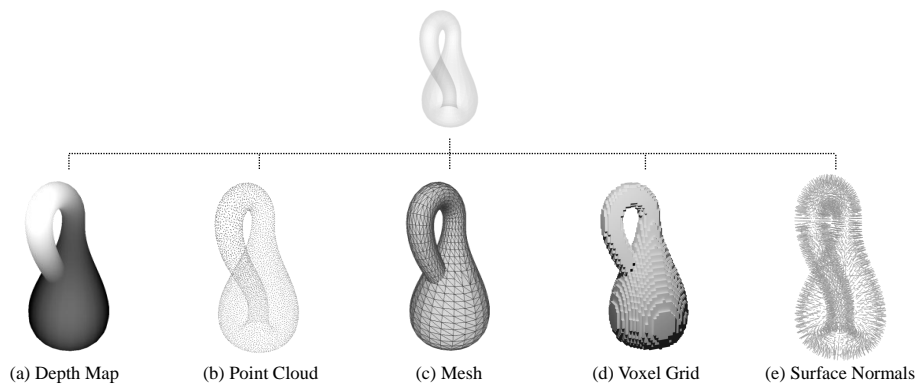 (a) Depth Map
(b) Point Cloud
(c) Mesh
(d) Voxel Grid
(e) Surface Normals